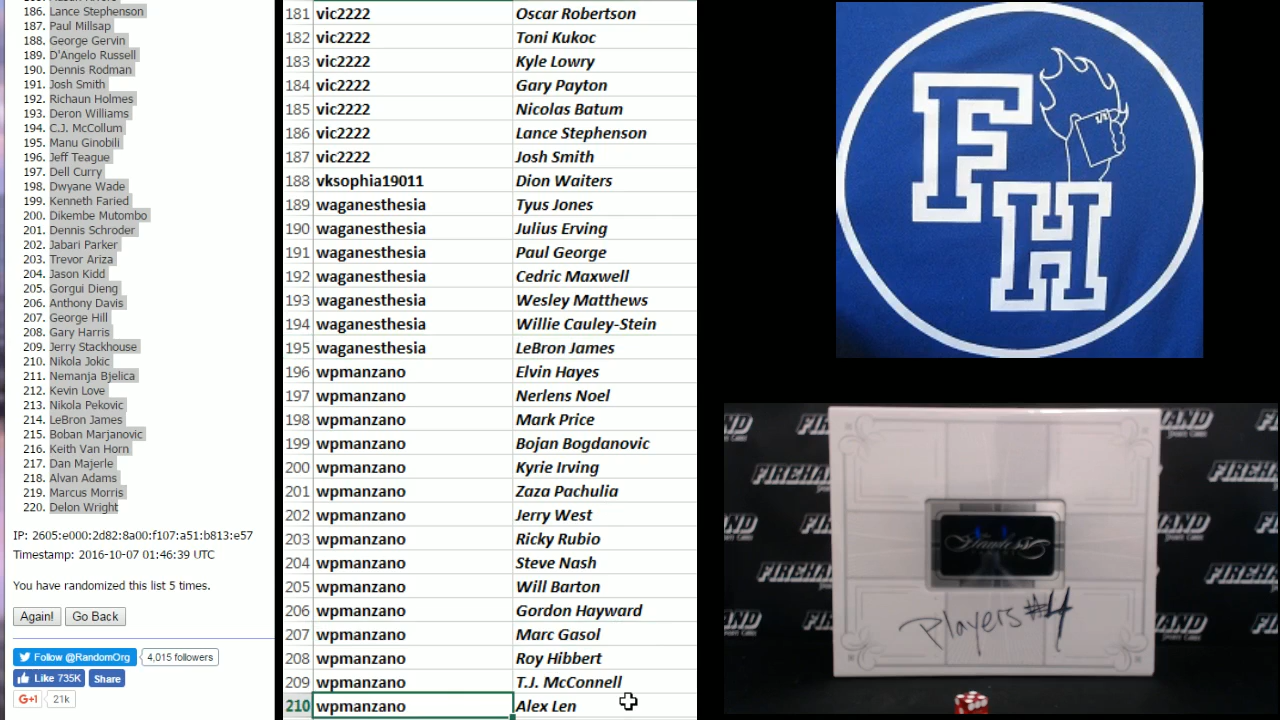 186. Lance Stephenson
187. Paul Millsap
188. George Gervin
189. D'Angelo Russell
190. Dennis Rodman
191. Josh Smith
192. Richaun Holmes
193. Deron Williams
194. C.J. McCollum
195. Manu Ginobili
196. Jeff Teague
197. Dell Curry
198. Dwyane Wade
199. Kenneth Faried
200. Dikembe Mutombo
201. Dennis Schroder
202. Jabari Parker
203. Trevor Ariza
204. Jason Kidd
205. Gorgui Dieng
206. Anthony Davis
207. George Hill
208. Gary Harris
209. Jerry Stackhouse
210. Nikola Jokic
211. Nemanja Bjelica
212. Kevin Love
213. Nikola Pekovic
214. LeBron James
215. Boban Marjanovic
216. Keith Van Horn
217. Dan Majerle
218. Alvan Adams
219. Marcus Morris
220. Delon Wright
IP: 2605:e000:2d82:8a00:f107:a51:b813:e57
Timestamp: 2016-10-07 01:46:39 UTC
You have randomized this list 5 times.
Again! Go Back
Follow @RandomOrg 4,015 followers
Like 735K Share
G+1 21k
181 vic2222 Oscar Robertson
182 vic2222 Toni Kukoc
183 vic2222 Kyle Lowry
184 vic2222 Gary Payton
185 vic2222 Nicolas Batum
186 vic2222 Lance Stephenson
187 vic2222 Josh Smith
188 vksophia19011 Dion Waiters
189 waganesthesia Tyus Jones
190 waganesthesia Julius Erving
191 waganesthesia Paul George
192 waganesthesia Cedric Maxwell
193 waganesthesia Wesley Matthews
194 waganesthesia Willie Cauley-Stein
195 waganesthesia LeBron James
196 wpmanzano Elvin Hayes
197 wpmanzano Nerlens Noel
198 wpmanzano Mark Price
199 wpmanzano Bojan Bogdanovic
200 wpmanzano Kyrie Irving
201 wpmanzano Zaza Pachulia
202 wpmanzano Jerry West
203 wpmanzano Ricky Rubio
204 wpmanzano Steve Nash
205 wpmanzano Will Barton
206 wpmanzano Gordon Hayward
207 wpmanzano Marc Gasol
208 wpmanzano Roy Hibbert
209 wpmanzano T.J. McConnell
210 wpmanzano Alex Len
F
1/1
H
FIREHAND
Flawless
Players #4